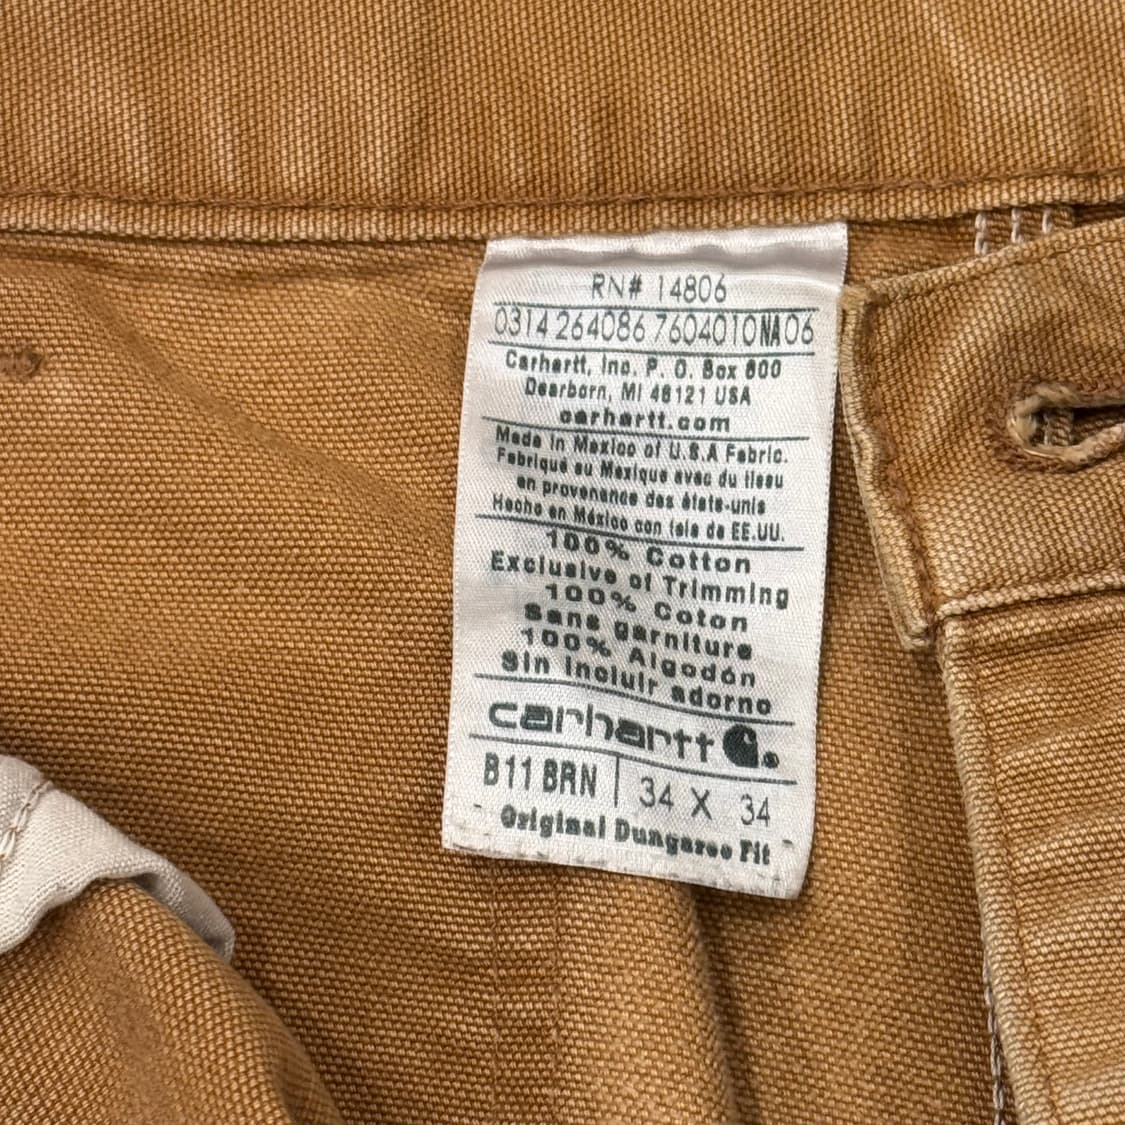 RN# 14806
0314 264086 7604010 NA 06
Carhartt, Inc. P. O. Box 600
Dearborn, MI 48121 USA
carhartt.com
Made in Mexico of U.S.A Fabric.
Fabriqué au Mexique avec du tissu
en provenance des états-unis
Hecho en México con tela de EE.UU.
100% Cotton
Exclusive of Trimming
100% Coton
Sans garniture
100% Algodón
Sin incluir adorno
carhartt ®
B11 BRN | 34 X 34
- Original Dungaree Fit -